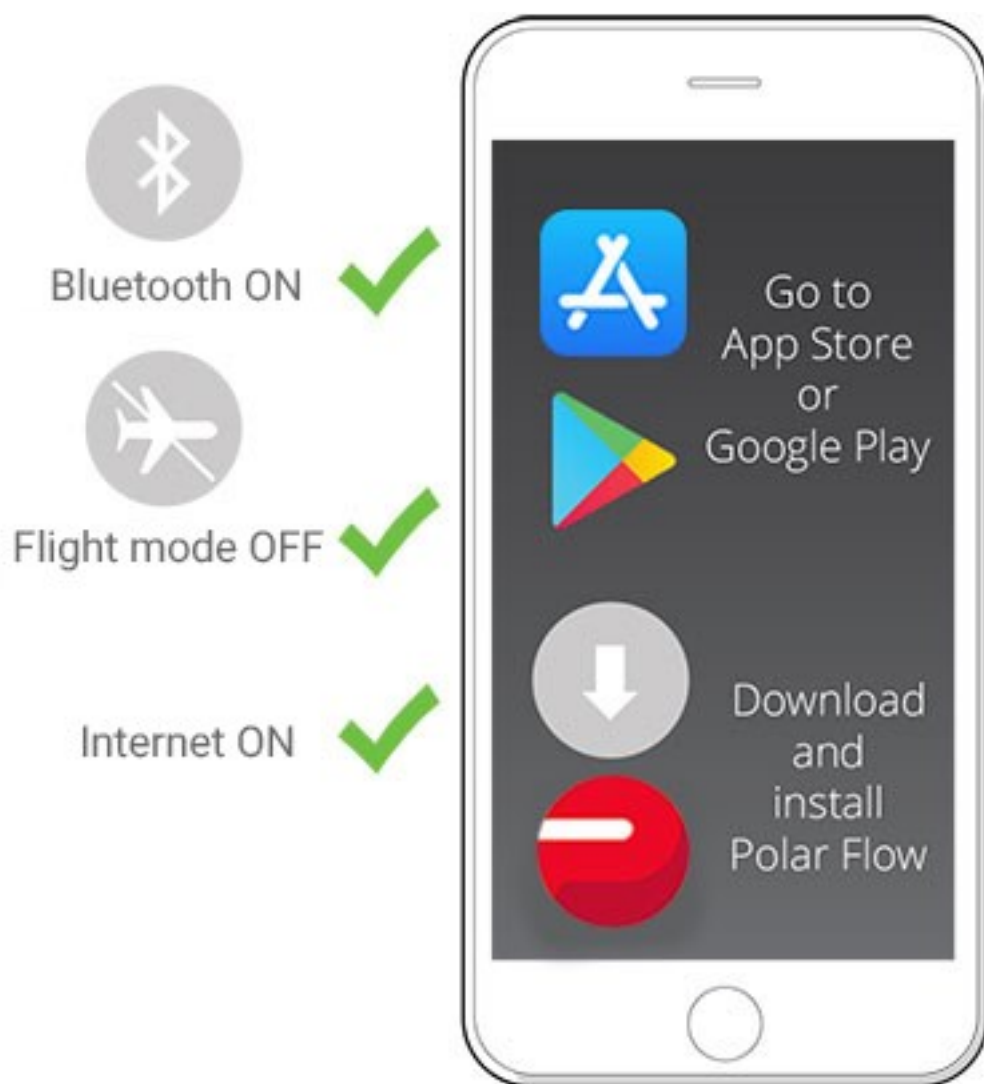 Bluetooth ON
Flight mode OFF
Internet ON
Go to
App Store
or
Google Play
Download
and
install
Polar Flow